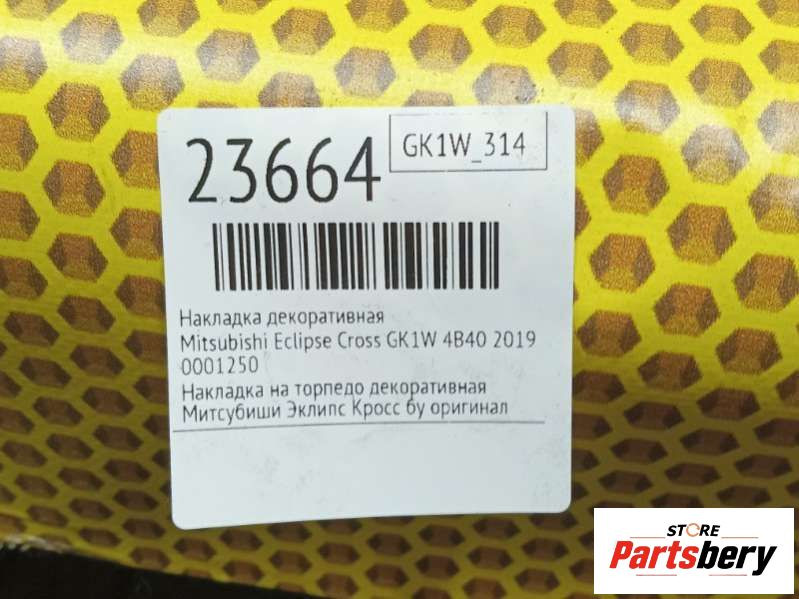 23664
GK1W_314
Накладка декоративная
Mitsubishi Eclipse Cross GK1W 4B40 2019
0001250
Накладка на торпедо декоративная
Митсубиши Эклипс Кросс бу оригинал
STORE
Partsbery